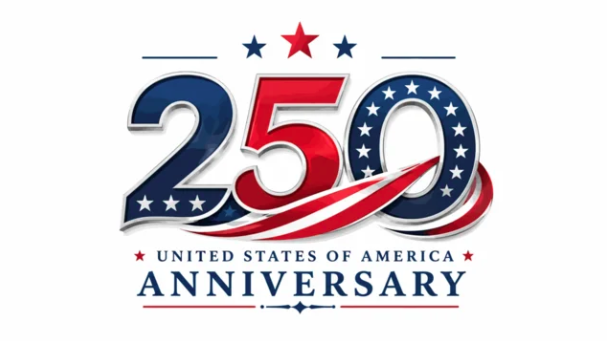 250
UNITED STATES OF AMERICA
ANNIVERSARY